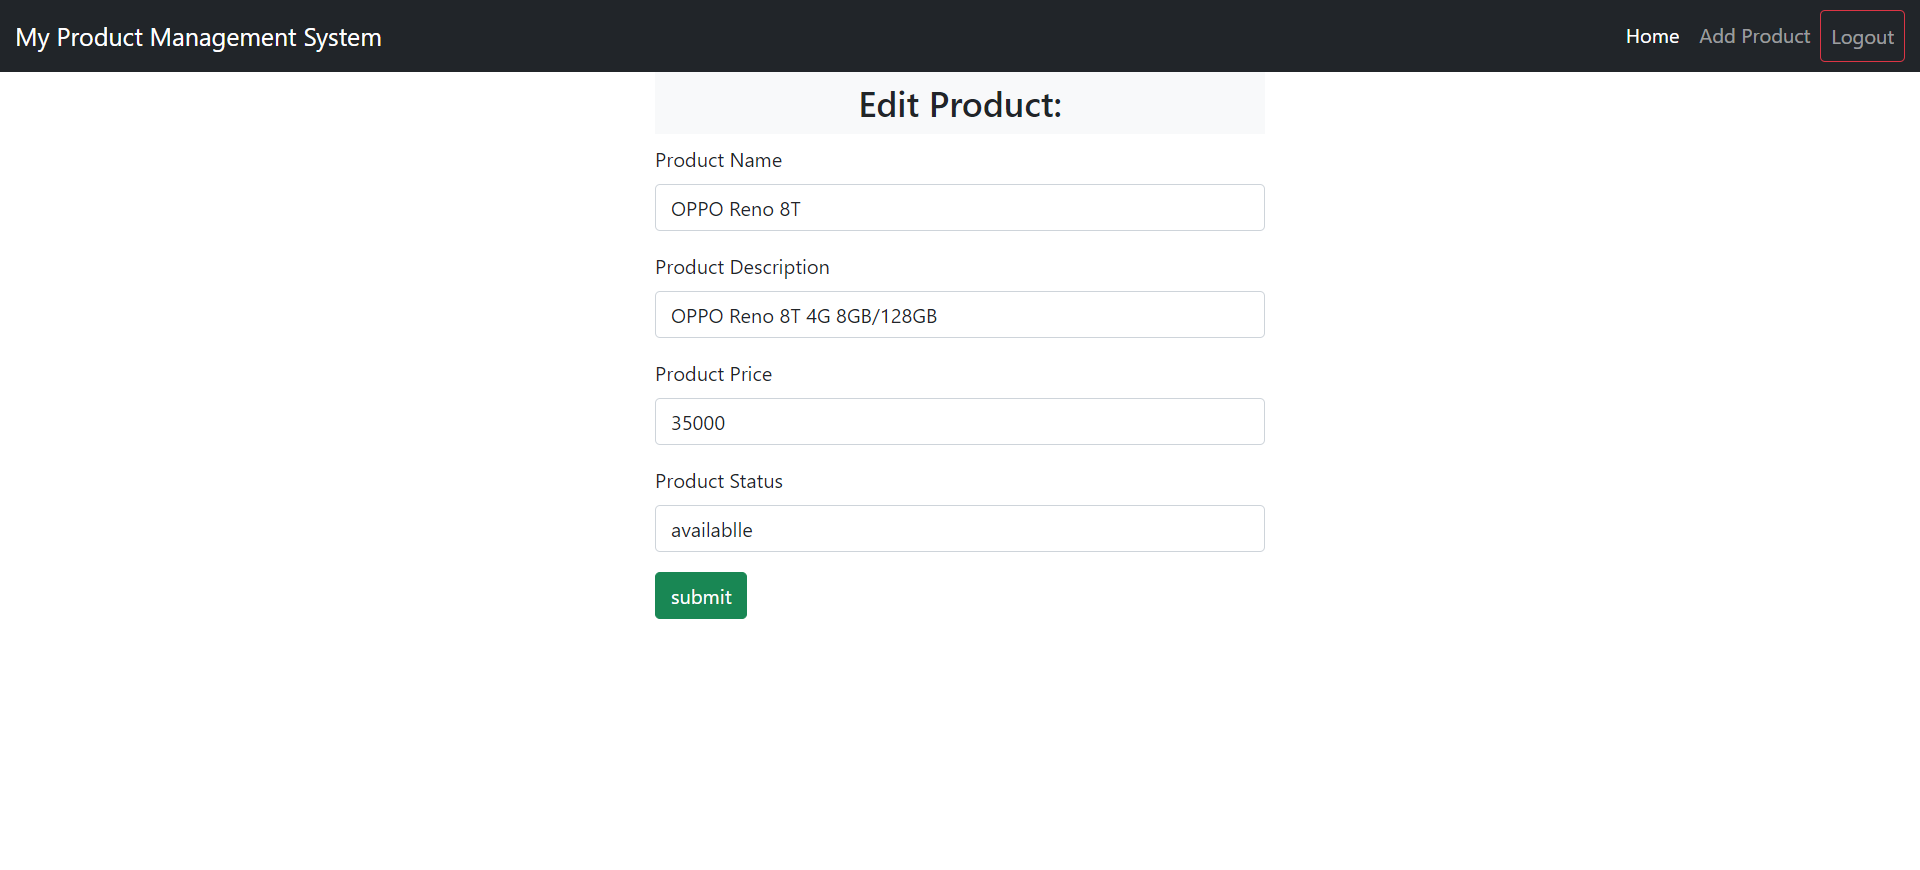 My Product Management System
Home Add Product Logout
Edit Product:
Product Name
OPPO Reno 8T
Product Description
OPPO Reno 8T 4G 8GB/128GB
Product Price
35000
Product Status
availablle
submit